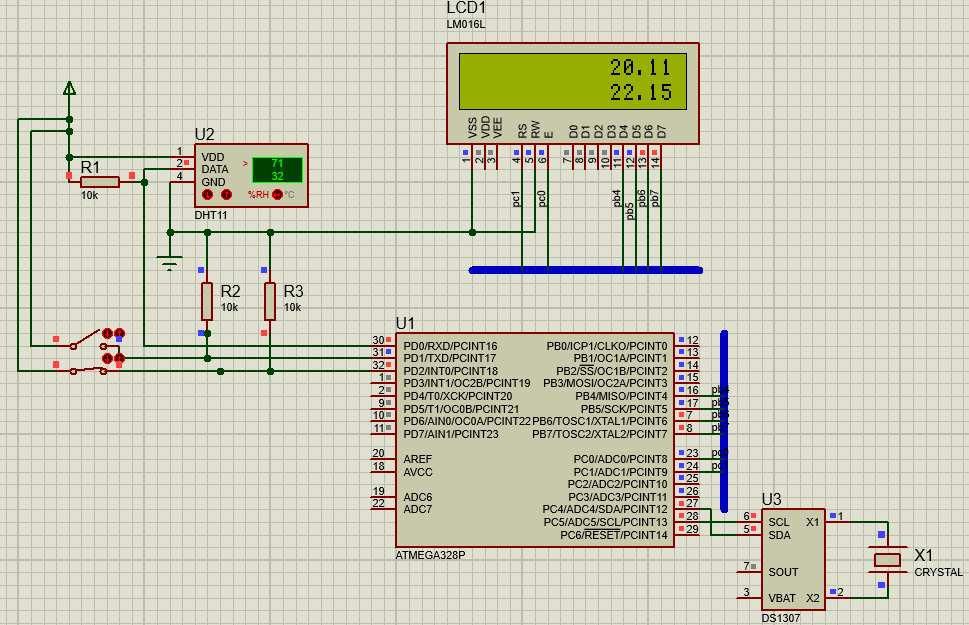 LCD1
LM016L
20.11
22.15
VSS VDD VEE RS RW E D0 D1 D2 D3 D4 D5 D6 D7
1 2 3 4 5 6 7 8 9 10 11 12 13 14
pc1 pc0 pb4 pb5 pb6 pb7
U2
1 VDD
2 DATA
4 GND
> 71
32
%RH °C
DHT11
R1
10k
R2
10k
R3
10k
U1
30 PD0/RXD/PCINT16 PB0/ICP1/CLKO/PCINT0 12
31 PD1/TXD/PCINT17 PB1/OC1A/PCINT1 13
32 PD2/INT0/PCINT18 PB2/SS/OC1B/PCINT2 14
1 PD3/INT1/OC2B/PCINT19 PB3/MOSI/OC2A/PCINT3 15
2 PD4/T0/XCK/PCINT20 PB4/MISO/PCINT4 16 pb4
9 PD5/T1/OC0B/PCINT21 PB5/SCK/PCINT5 17
10 PD6/AIN0/OC0A/PCINT22 PB6/TOSC1/XTAL1/PCINT6 7
11 PD7/AIN1/PCINT23 PB7/TOSC2/XTAL2/PCINT7 8
20 AREF PC0/ADC0/PCINT8 23
18 AVCC PC1/ADC1/PCINT9 24
PC2/ADC2/PCINT10 25
19 ADC6 PC3/ADC3/PCINT11 26
22 ADC7 PC4/ADC4/SDA/PCINT12 27
PC5/ADC5/SCL/PCINT13 28
PC6/RESET/PCINT14 29
ATMEGA328P
U3
6 SCL X1 1
5 SDA
7 SOUT
3 VBAT X2 2
DS1307
X1
CRYSTAL